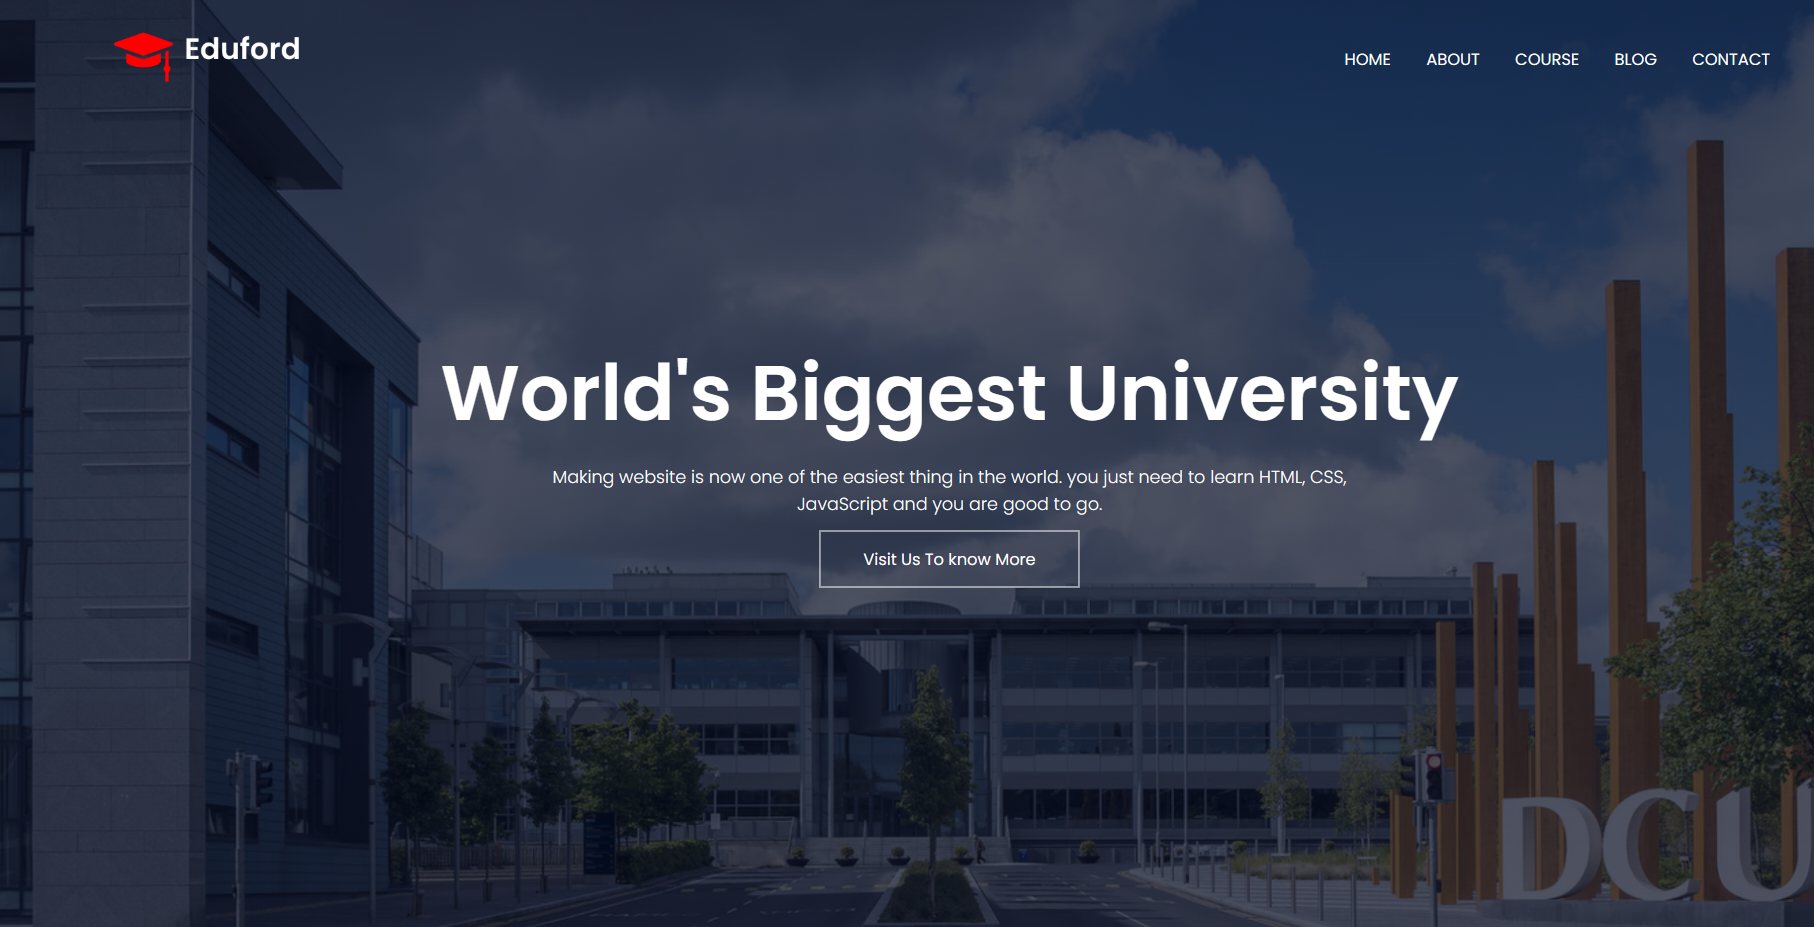 Eduford
HOME ABOUT COURSE BLOG CONTACT
World's Biggest University
Making website is now one of the easiest thing in the world. you just need to learn HTML, CSS,
JavaScript and you are good to go.
Visit Us To know More
DCU